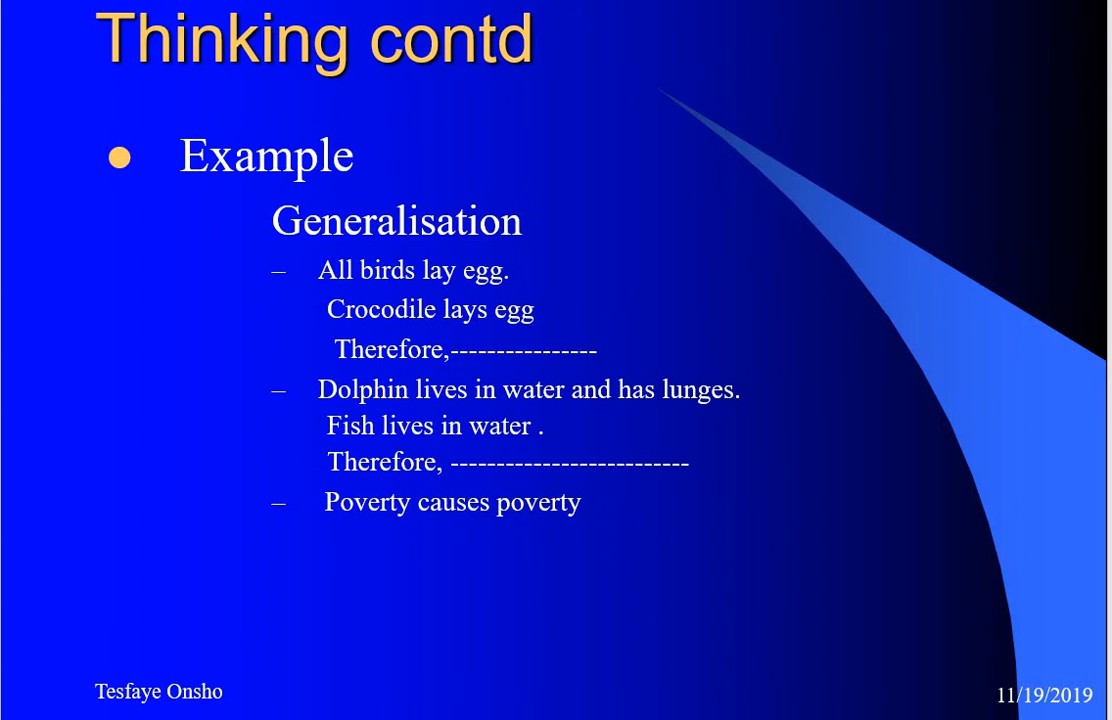 Thinking contd
● Example
Generalisation
– All birds lay egg.
Crocodile lays egg
Therefore,----------------
– Dolphin lives in water and has lunges.
Fish lives in water .
Therefore, --------------------------
– Poverty causes poverty
Tesfaye Onsho
11/19/2019